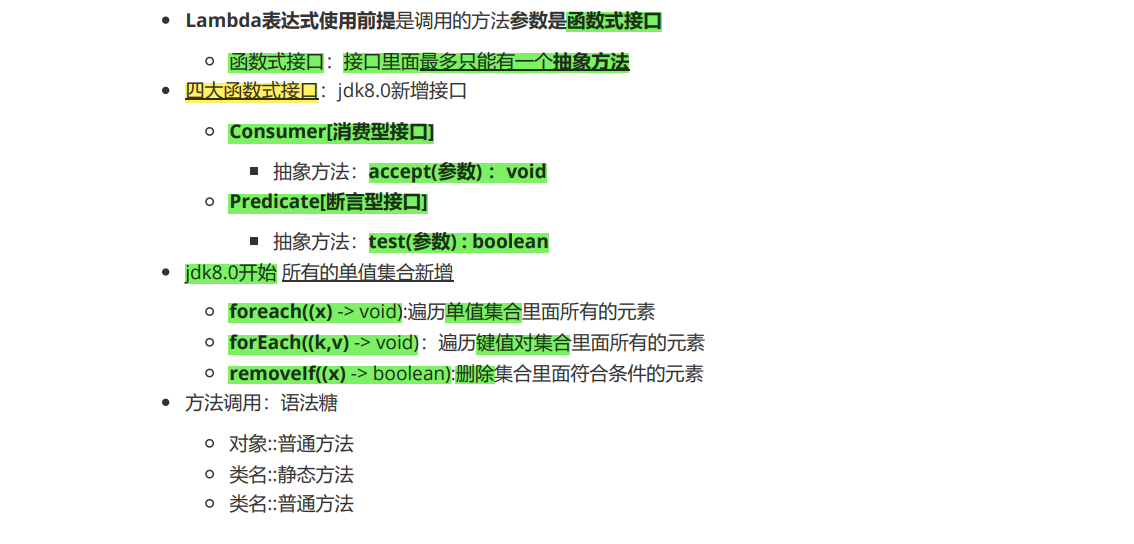 Lambda表达式使用前提是调用的方法参数是函数式接口
函数式接口：接口里面最多只能有一个抽象方法
四大函数式接口：jdk8.0新增接口
Consumer[消费型接口]
抽象方法：accept(参数) ：void
Predicate[断言型接口]
抽象方法：test(参数) : boolean
jdk8.0开始 所有的单值集合新增
foreach((x) -> void):遍历单值集合里面所有的元素
forEach((k,v) -> void)：遍历键值对集合里面所有的元素
removeIf((x) -> boolean):删除集合里面符合条件的元素
方法调用：语法糖
对象::普通方法
类名::静态方法
类名::普通方法